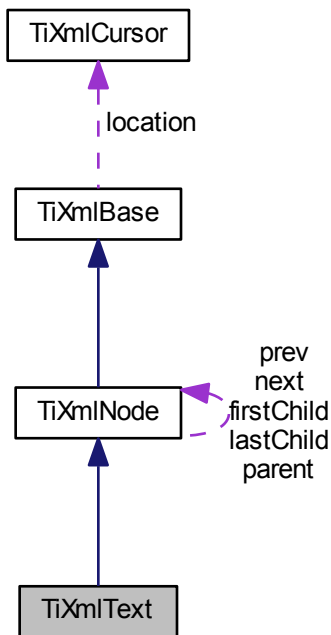 TiXmlCursor
location
TiXmlBase
prev
next
TiXmlNode
firstChild
lastChild
parent
TiXmlText